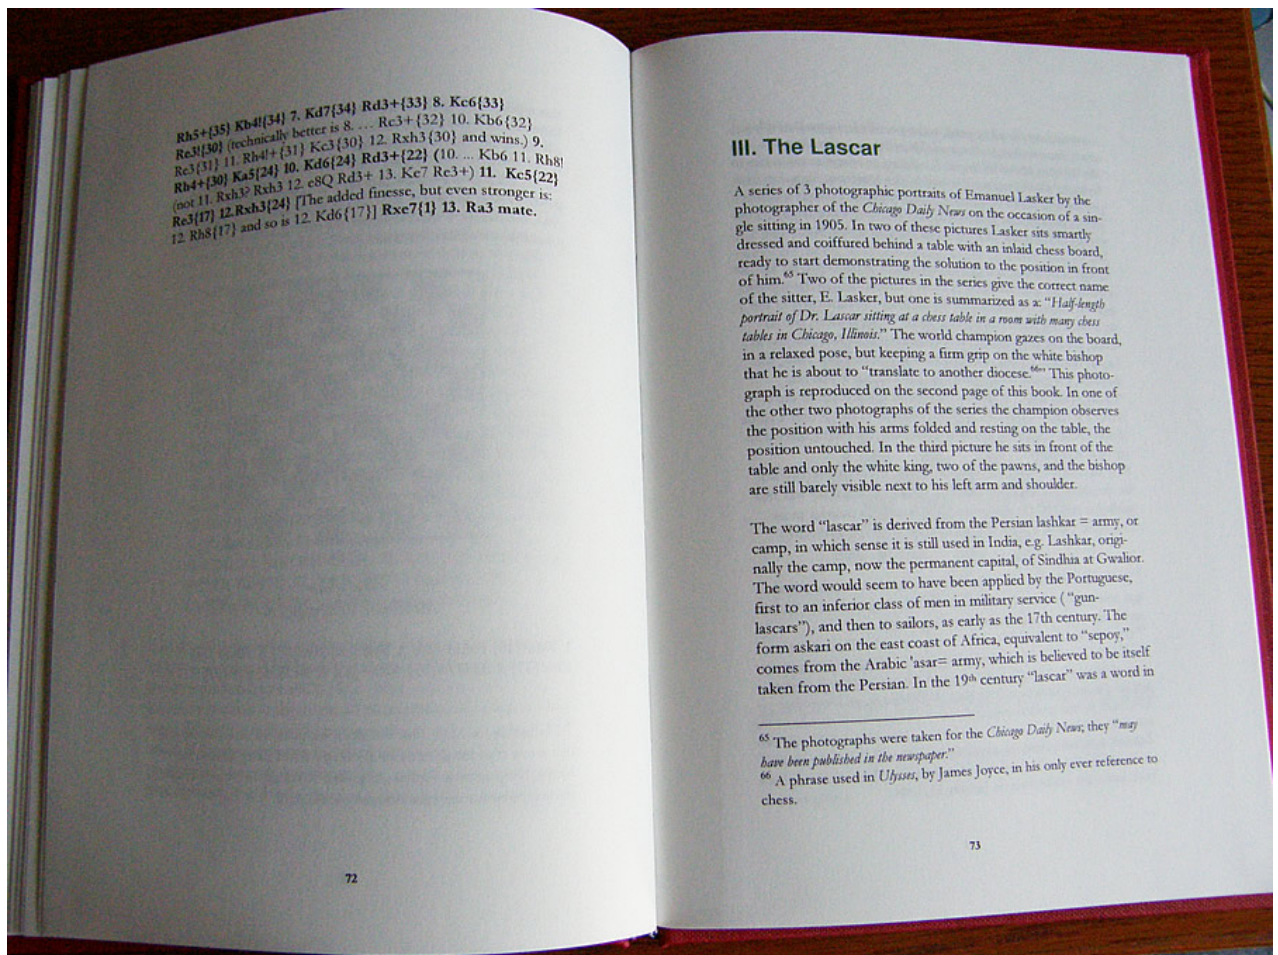 Rh5+{35} Kb4!{34} 7. Kd7{34} Rd3+{33} 8. Kc6{33}
Re3!{30} (technically better is 8. … Rc3+{32} 10. Kb6{32}
Re3{31} 11. Rh4!+{31} Kc3{30} 12. Rxh3{30} and wins.) 9.
Rh4+{30} Ka5{24} 10. Kd6{24} Rd3+{22} (10. ... Kb6 11. Rh8!
(not 11. Rxh3? Rxh3 12. e8Q Rd3+ 13. Ke7 Re3+) 11. Kc5{22}
Re3{17} 12.Rxh3{24} [The added finesse, but even stronger is:
12. Rh8{17} and so is 12. Kd6{17}] Rxe7{1} 13. Ra3 mate.
72
III. The Lascar
A series of 3 photographic portraits of Emanuel Lasker by the
photographer of the Chicago Daily News on the occasion of a sin-
gle sitting in 1905. In two of these pictures Lasker sits smartly
dressed and coiffured behind a table with an inlaid chess board,
ready to start demonstrating the solution to the position in front
of him.65 Two of the pictures in the series give the correct name
of the sitter, E. Lasker, but one is summarized as a: “Half-length
portrait of Dr. Lascar sitting at a chess table in a room with many chess
tables in Chicago, Illinois.” The world champion gazes on the board,
in a relaxed pose, but keeping a firm grip on the white bishop
that he is about to “translate to another diocese.66” This photo-
graph is reproduced on the second page of this book. In one of
the other two photographs of the series the champion observes
the position with his arms folded and resting on the table, the
position untouched. In the third picture he sits in front of the
table and only the white king, two of the pawns, and the bishop
are still barely visible next to his left arm and shoulder.
The word “lascar” is derived from the Persian lashkar = army, or
camp, in which sense it is still used in India, e.g. Lashkar, origi-
nally the camp, now the permanent capital, of Sindhia at Gwalior.
The word would seem to have been applied by the Portuguese,
first to an inferior class of men in military service (“gun-
lascars”), and then to sailors, as early as the 17th century. The
form askari on the east coast of Africa, equivalent to “sepoy,”
comes from the Arabic 'asar= army, which is believed to be itself
taken from the Persian. In the 19th century “lascar” was a word in
65 The photographs were taken for the Chicago Daily News; they “may
have been published in the newspaper.”
66 A phrase used in Ulysses, by James Joyce, in his only ever reference to
chess.
73